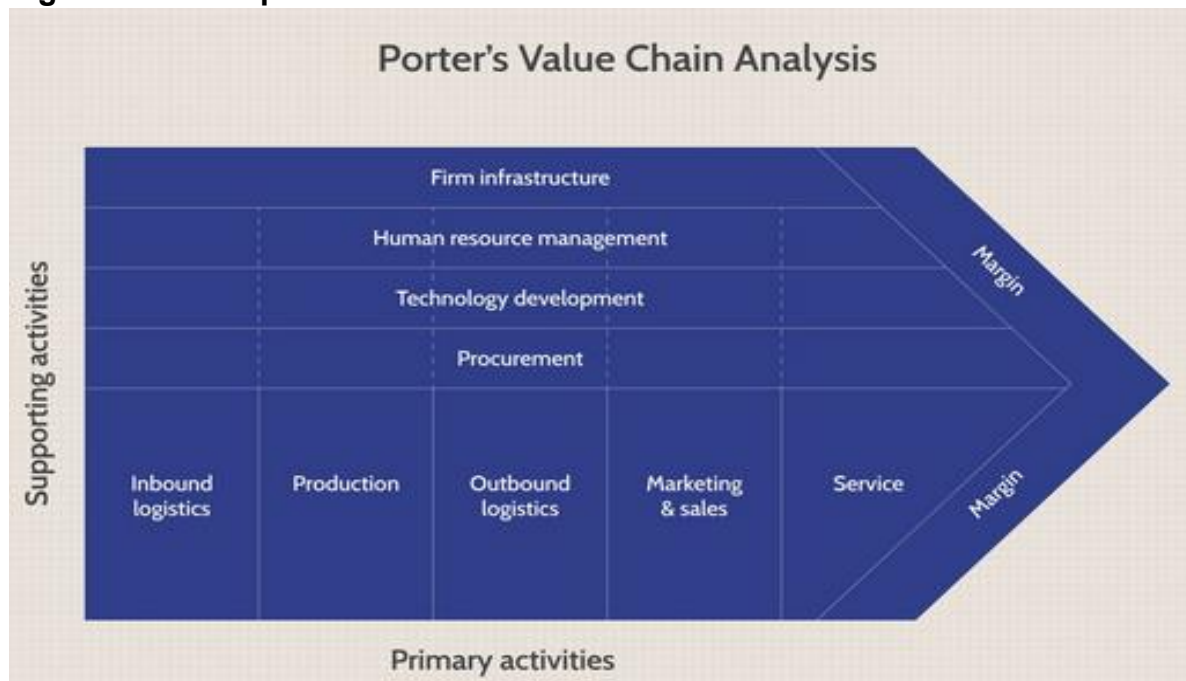 Porter's Value Chain Analysis
Firm infrastructure
Human resource management
Technology development
Procurement
Margin
Supporting activities
Inbound
logistics
Production
Outbound
logistics
Marketing
& sales
Service
Margin
Primary activities